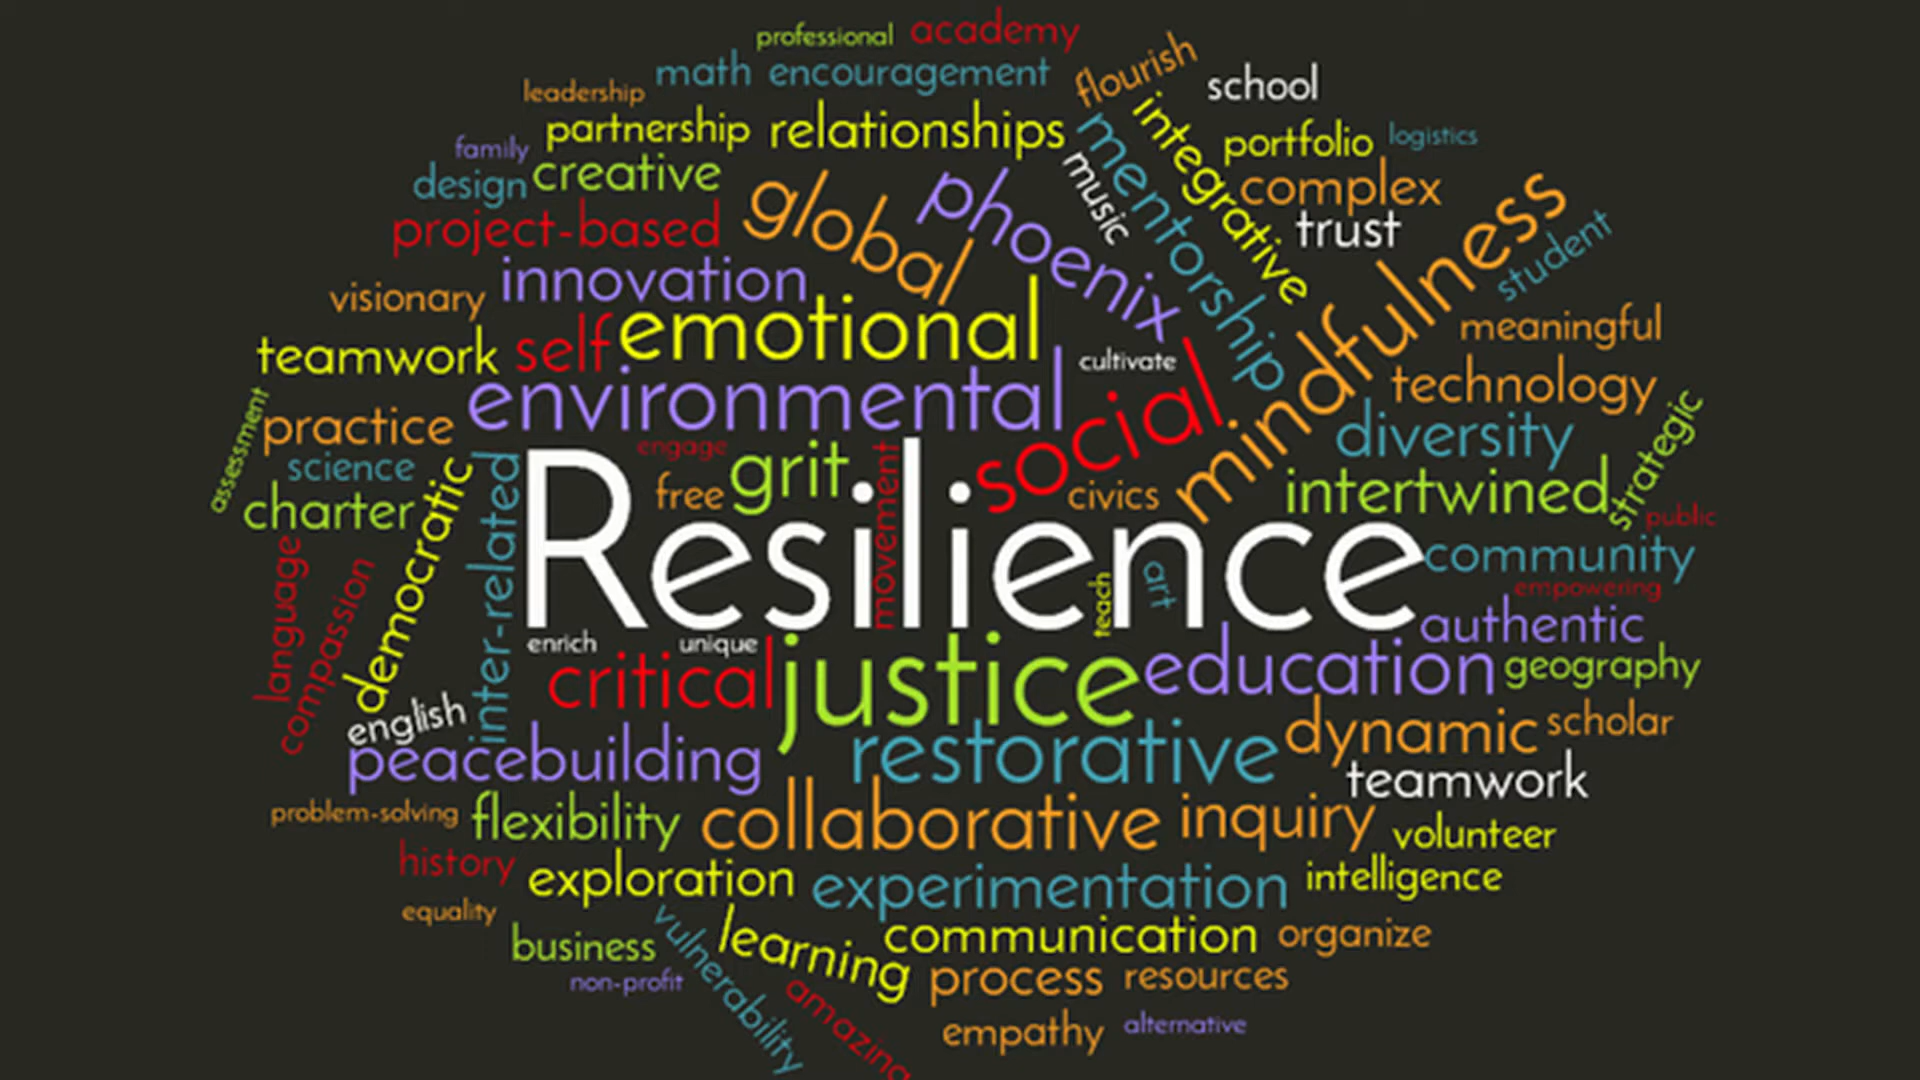 professional academy
math encouragement
flourish
school
leadership
partnership relationships
integrative
portfolio logistics
family
design creative
music
mentorship
complex
trust
project-based
global
phoenix
mindfulness
student
innovation
visionary
emotional
meaningful
teamwork self
cultivate
environmental
social
technology
assessment
practice
diversity
strategic
science
engage
grit
movement
free
civics
intertwined
charter
democratic
inter-related
Resilience
public
community
language
compassion
teach
art
empowering
authentic
enrich unique
critical justice education geography
english
peacebuilding restorative dynamic scholar
teamwork
problem-solving flexibility collaborative inquiry volunteer
history exploration experimentation intelligence
equality
business
vulnerability
learning communication organize
non-profit
amazing
process resources
empathy alternative